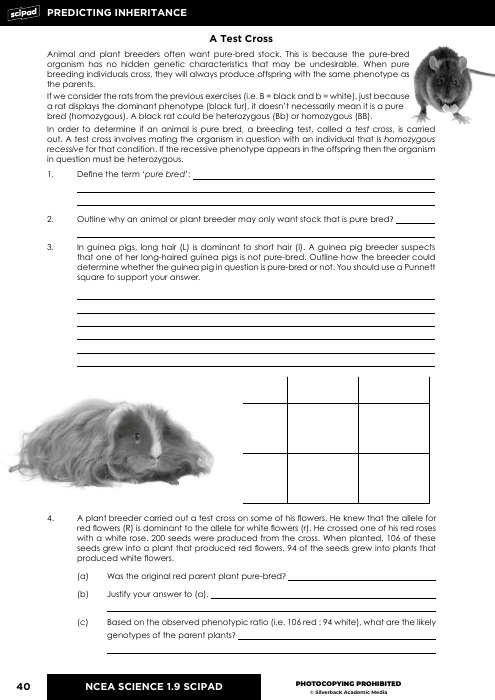 scipad PREDICTING INHERITANCE
A Test Cross
Animal and plant breeders often want pure-bred stock. This is because the pure-bred
organism has no hidden genetic characteristics that may be undesirable. When pure
breeding individuals cross, they will always produce offspring with the same phenotype as
the parents.
If we consider the rats from the previous exercises (i.e. B = black and b = white), just because
a rat displays the dominant phenotype (black fur), it doesn't necessarily mean it is a pure
bred (homozygous). A black rat could be heterozygous (Bb) or homozygous (BB).
In order to determine if an animal is pure bred, a breeding test, called a test cross, is carried
out. A test cross involves mating the organism in question with an individual that is homozygous
recessive for that condition. If the recessive phenotype appears in the offspring then the organism
in question must be heterozygous.
1. Define the term 'pure bred':
2. Outline why an animal or plant breeder may only want stock that is pure bred?
3. In guinea pigs, long hair (L) is dominant to short hair (l). A guinea pig breeder suspects
that one of her long-haired guinea pigs is not pure-bred. Outline how the breeder could
determine whether the guinea pig in question is pure-bred or not. You should use a Punnett
square to support your answer.
4. A plant breeder carried out a test cross on some of his flowers. He knew that the allele for
red flowers (R) is dominant to the allele for white flowers (r). He crossed one of his red roses
with a white rose. 200 seeds were produced from the cross. When planted, 106 of these
seeds grew into a plant that produced red flowers. 94 of the seeds grew into plants that
produced white flowers.
(a) Was the original red parent plant pure-bred?
(b) Justify your answer to (a).
(c) Based on the observed phenotypic ratio (i.e. 106 red : 94 white), what are the likely
genotypes of the parent plants?
40 NCEA SCIENCE 1.9 SCIPAD
PHOTOCOPYING PROHIBITED
© Silverback Academic Media